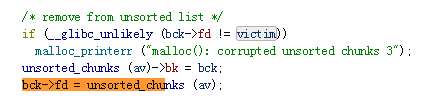 /* remove from unsorted list */
if (__glibc_unlikely (bck->fd != victim))
malloc_printerr ("malloc(): corrupted unsorted chunks 3");
unsorted_chunks (av)->bk = bck;
bck->fd = unsorted_chunks (av);